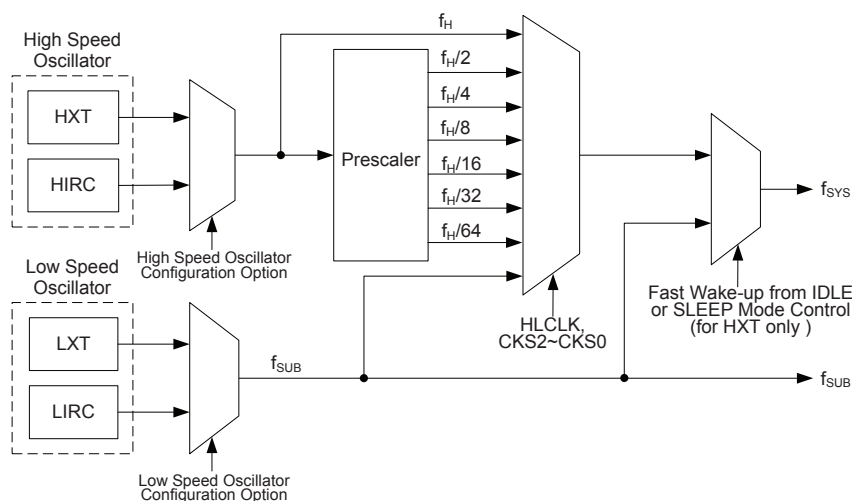 High Speed
Oscillator
HXT
HIRC
High Speed Oscillator
Configuration Option
fH
Prescaler
fH/2
fH/4
fH/8
fH/16
fH/32
fH/64
HLCLK,
CKS2~CKS0
fSYS
Fast Wake-up from IDLE
or SLEEP Mode Control
(for HXT only )
Low Speed
Oscillator
LXT
LIRC
Low Speed Oscillator
Configuration Option
fSUB
fSUB